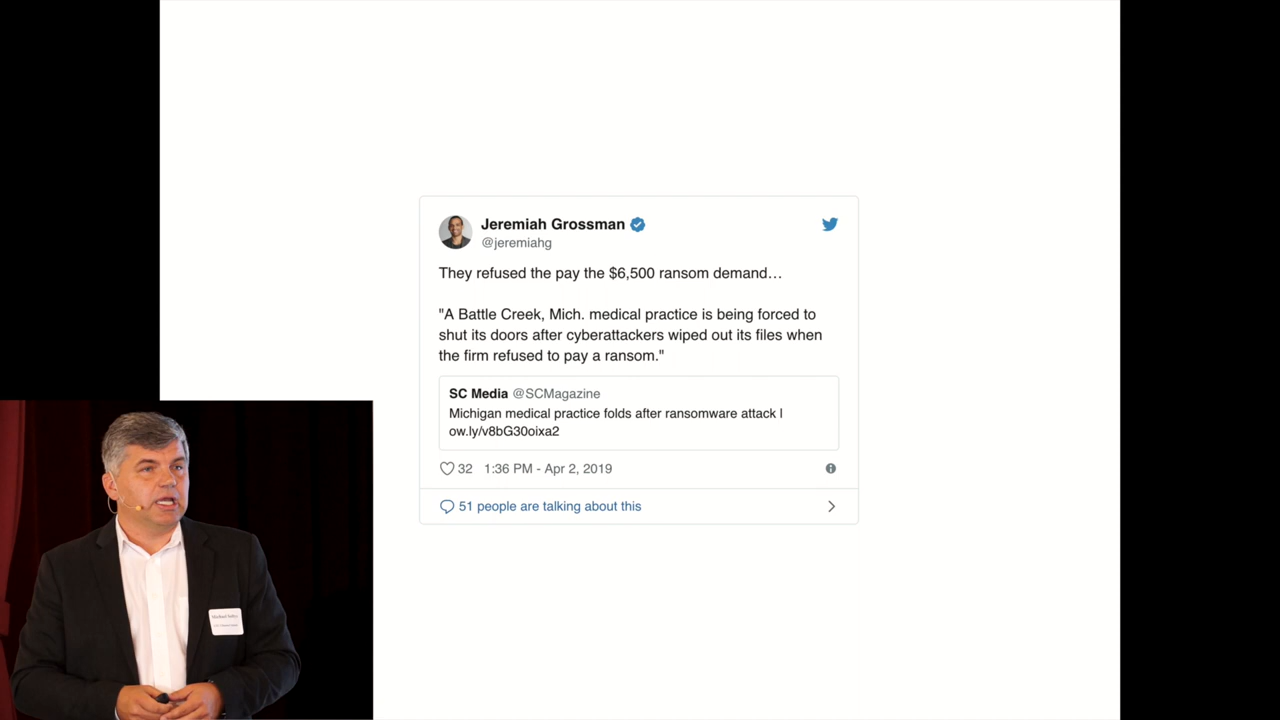 Jeremiah Grossman
@jeremiahg
They refused the pay the $6,500 ransom demand…
"A Battle Creek, Mich. medical practice is being forced to
shut its doors after cyberattackers wiped out its files when
the firm refused to pay a ransom."
SC Media @SCMagazine
Michigan medical practice folds after ransomware attack |
ow.ly/v8bG30oixa2
32 1:36 PM - Apr 2, 2019
51 people are talking about this
Michael